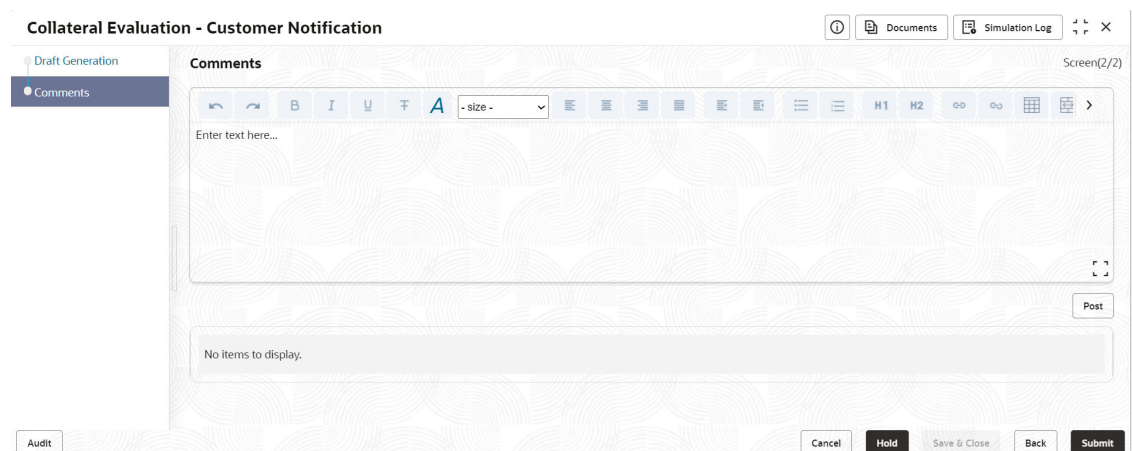 Collateral Evaluation - Customer Notification
Documents
Simulation Log
Draft Generation
Comments
Comments
Screen(2/2)
B I U T A - size - H1 H2
Enter text here...
Post
No items to display.
Audit
Cancel Hold Save & Close Back Submit